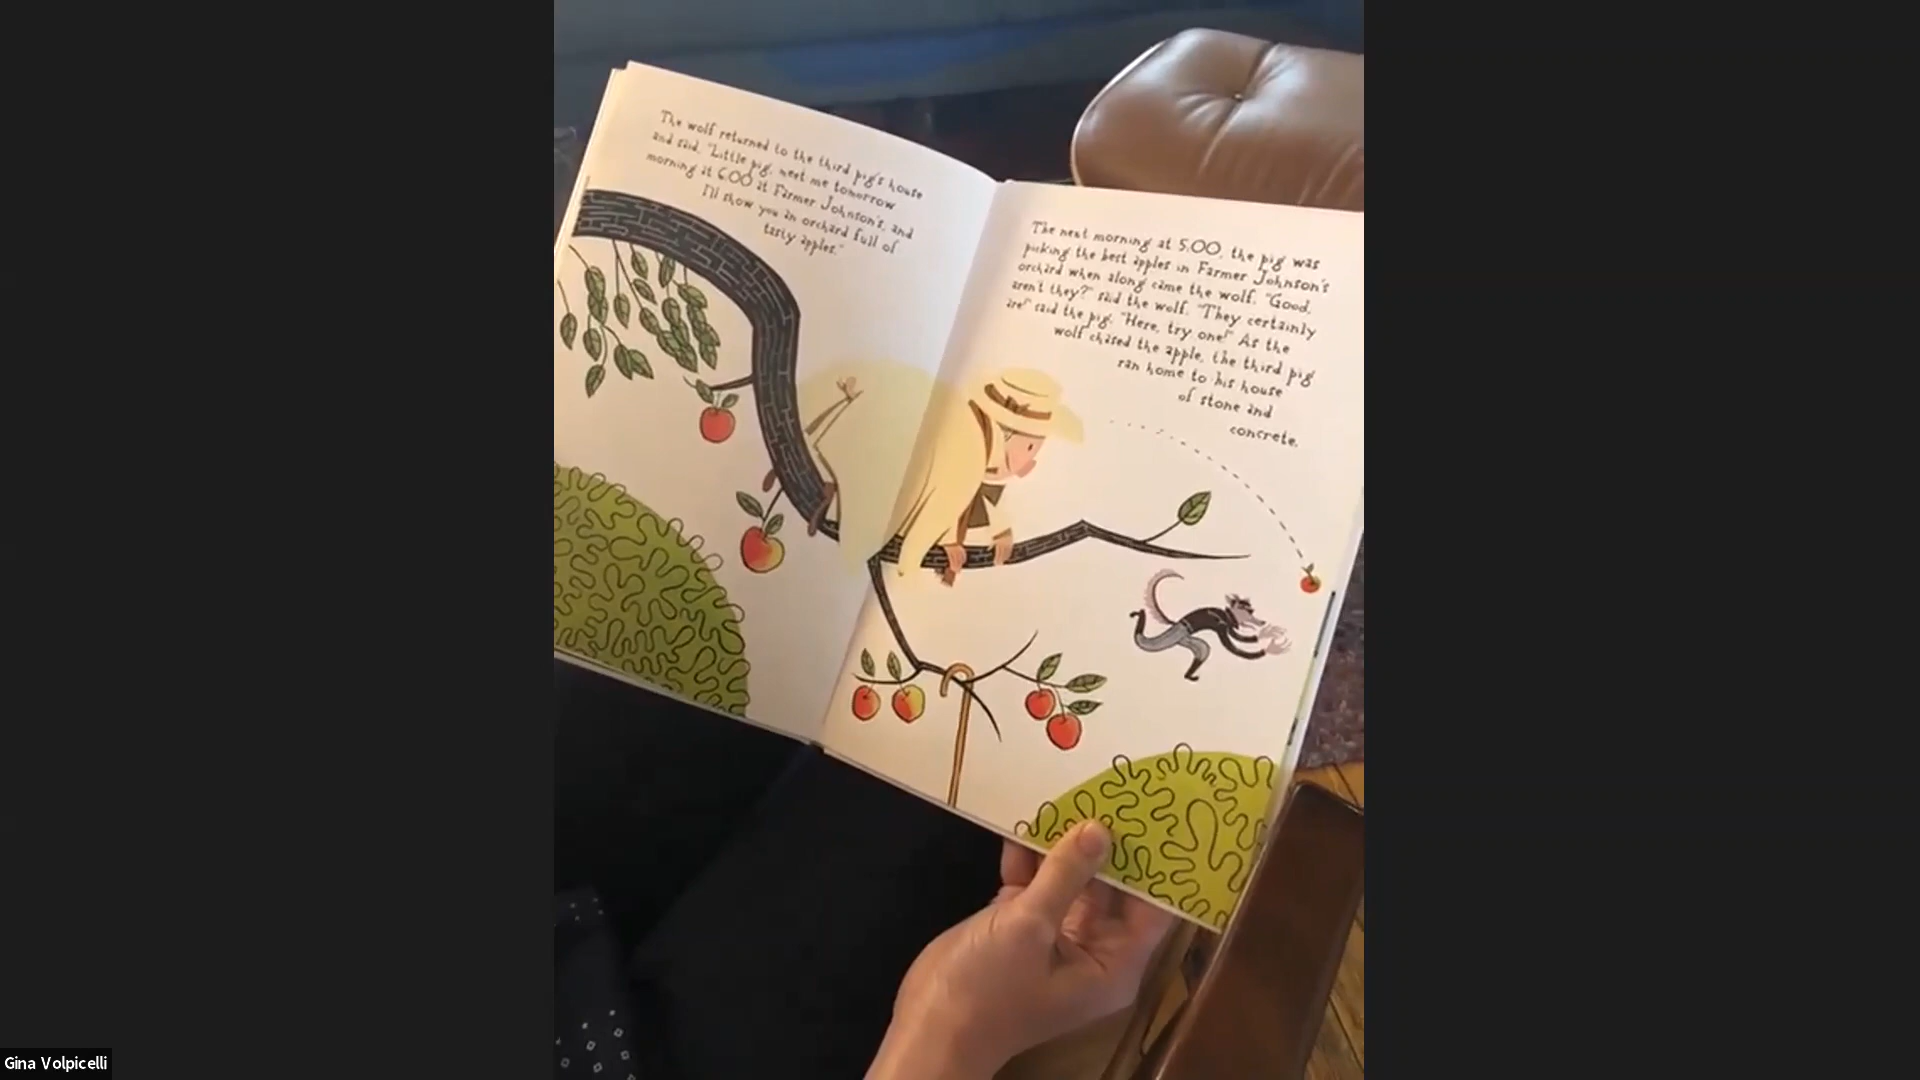 The wolf returned to the third pig's house
and said, "Little pig, meet me tomorrow
morning at 6:00 at Farmer Johnson's, and
I'll show you an orchard full of
tasty apples."
The next morning at 5:00, the pig was
picking the best apples in Farmer Johnson's
orchard when along came the wolf. "Good,
aren't they?" said the wolf. "They certainly
are!" said the pig. "Here, try one!" As the
wolf chased the apple, the third pig
ran home to his house
of stone and
concrete.
Gina Volpicelli